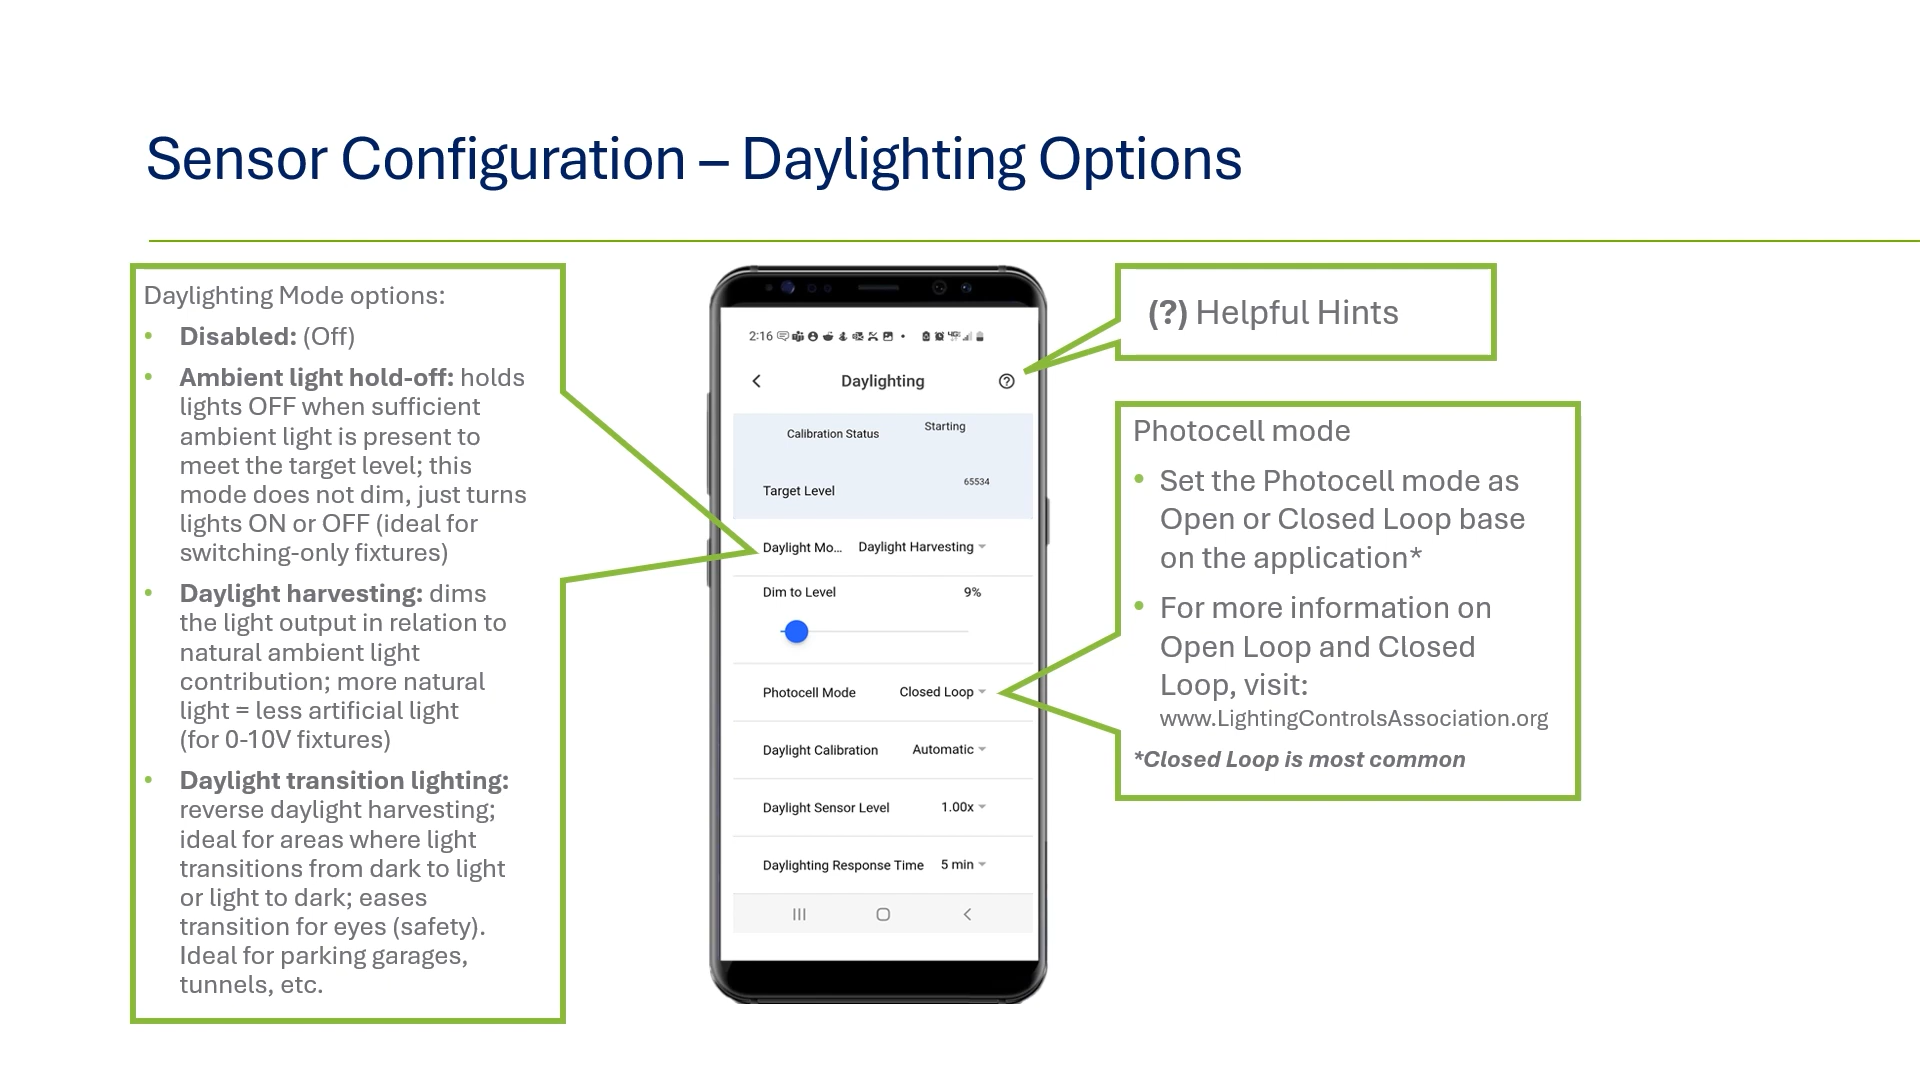 Sensor Configuration – Daylighting Options
Daylighting Mode options:
• Disabled: (Off)
• Ambient light hold-off: holds
lights OFF when sufficient
ambient light is present to
meet the target level; this
mode does not dim, just turns
lights ON or OFF (ideal for
switching-only fixtures)
• Daylight harvesting: dims
the light output in relation to
natural ambient light
contribution; more natural
light = less artificial light
(for 0-10V fixtures)
• Daylight transition lighting:
reverse daylight harvesting;
ideal for areas where light
transitions from dark to light
or light to dark; eases
transition for eyes (safety).
Ideal for parking garages,
tunnels, etc.
2:16
Daylighting
Calibration Status Starting
Target Level 65534
Daylight Mo... Daylight Harvesting
Dim to Level 9%
Photocell Mode Closed Loop
Daylight Calibration Automatic
Daylight Sensor Level 1.00x
Daylighting Response Time 5 min
(?) Helpful Hints
Photocell mode
• Set the Photocell mode as
Open or Closed Loop base
on the application*
• For more information on
Open Loop and Closed
Loop, visit:
www.LightingControlsAssociation.org
*Closed Loop is most common